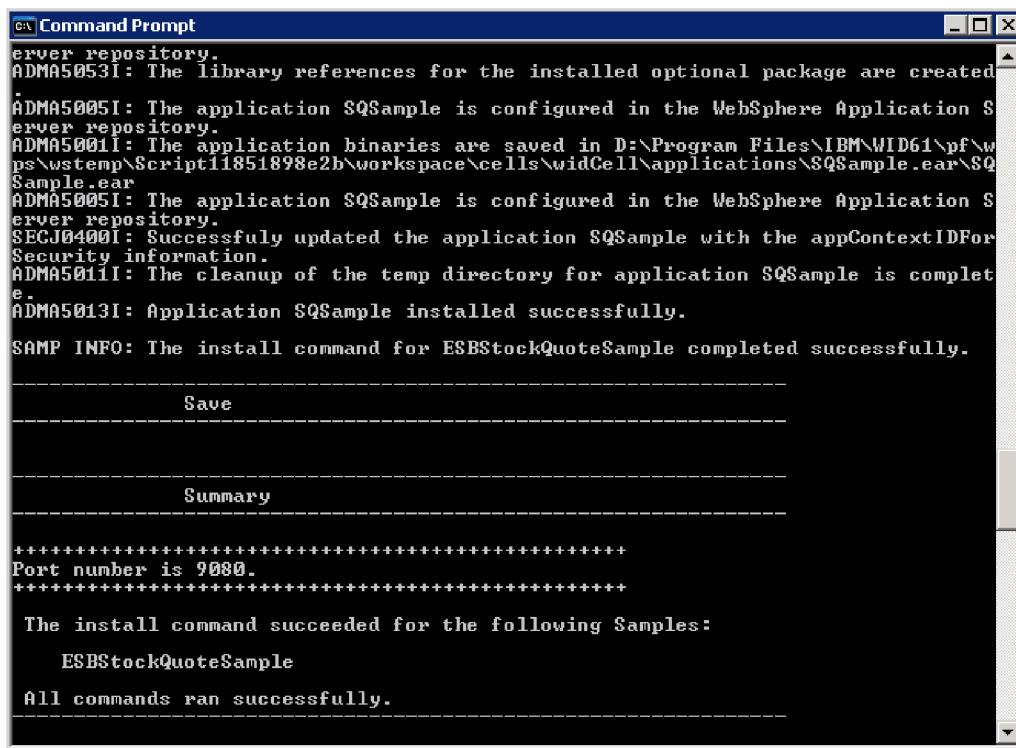 Command Prompt
erver repository.
ADMA5053I: The library references for the installed optional package are created
.
ADMA5005I: The application SQSample is configured in the WebSphere Application S
erver repository.
ADMA5001I: The application binaries are saved in D:\Program Files\IBM\WID61\pf\w
ps\wstemp\Script11851898e2b\workspace\cells\widCell\applications\SQSample.ear\SQ
Sample.ear
ADMA5005I: The application SQSample is configured in the WebSphere Application S
erver repository.
SECJ0400I: Successfuly updated the application SQSample with the appContextIDFor
Security information.
ADMA5011I: The cleanup of the temp directory for application SQSample is complet
e.
ADMA5013I: Application SQSample installed successfully.
SAMP INFO: The install command for ESBStockQuoteSample completed successfully.
---------------------------------------------------------------
Save
---------------------------------------------------------------
---------------------------------------------------------------
Summary
---------------------------------------------------------------
++++++++++++++++++++++++++++++++++++++++++++++++++
Port number is 9080.
++++++++++++++++++++++++++++++++++++++++++++++++++
The install command succeeded for the following Samples:
ESBStockQuoteSample
All commands ran successfully.
---------------------------------------------------------------